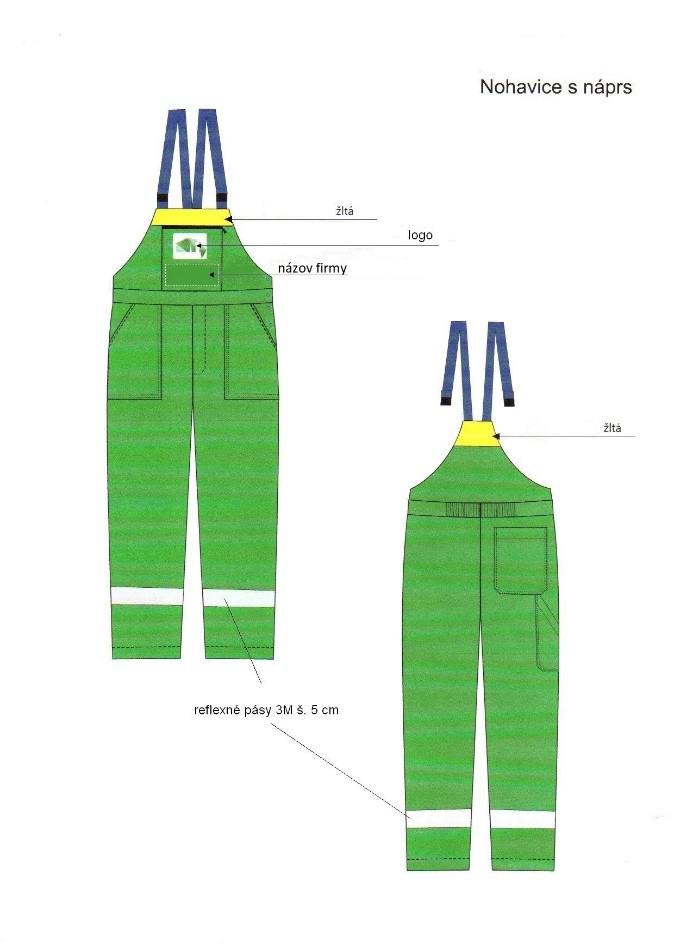 Nohavice s náprs
žltá
logo
názov firmy
žltá
reflexné pásy 3M š. 5 cm